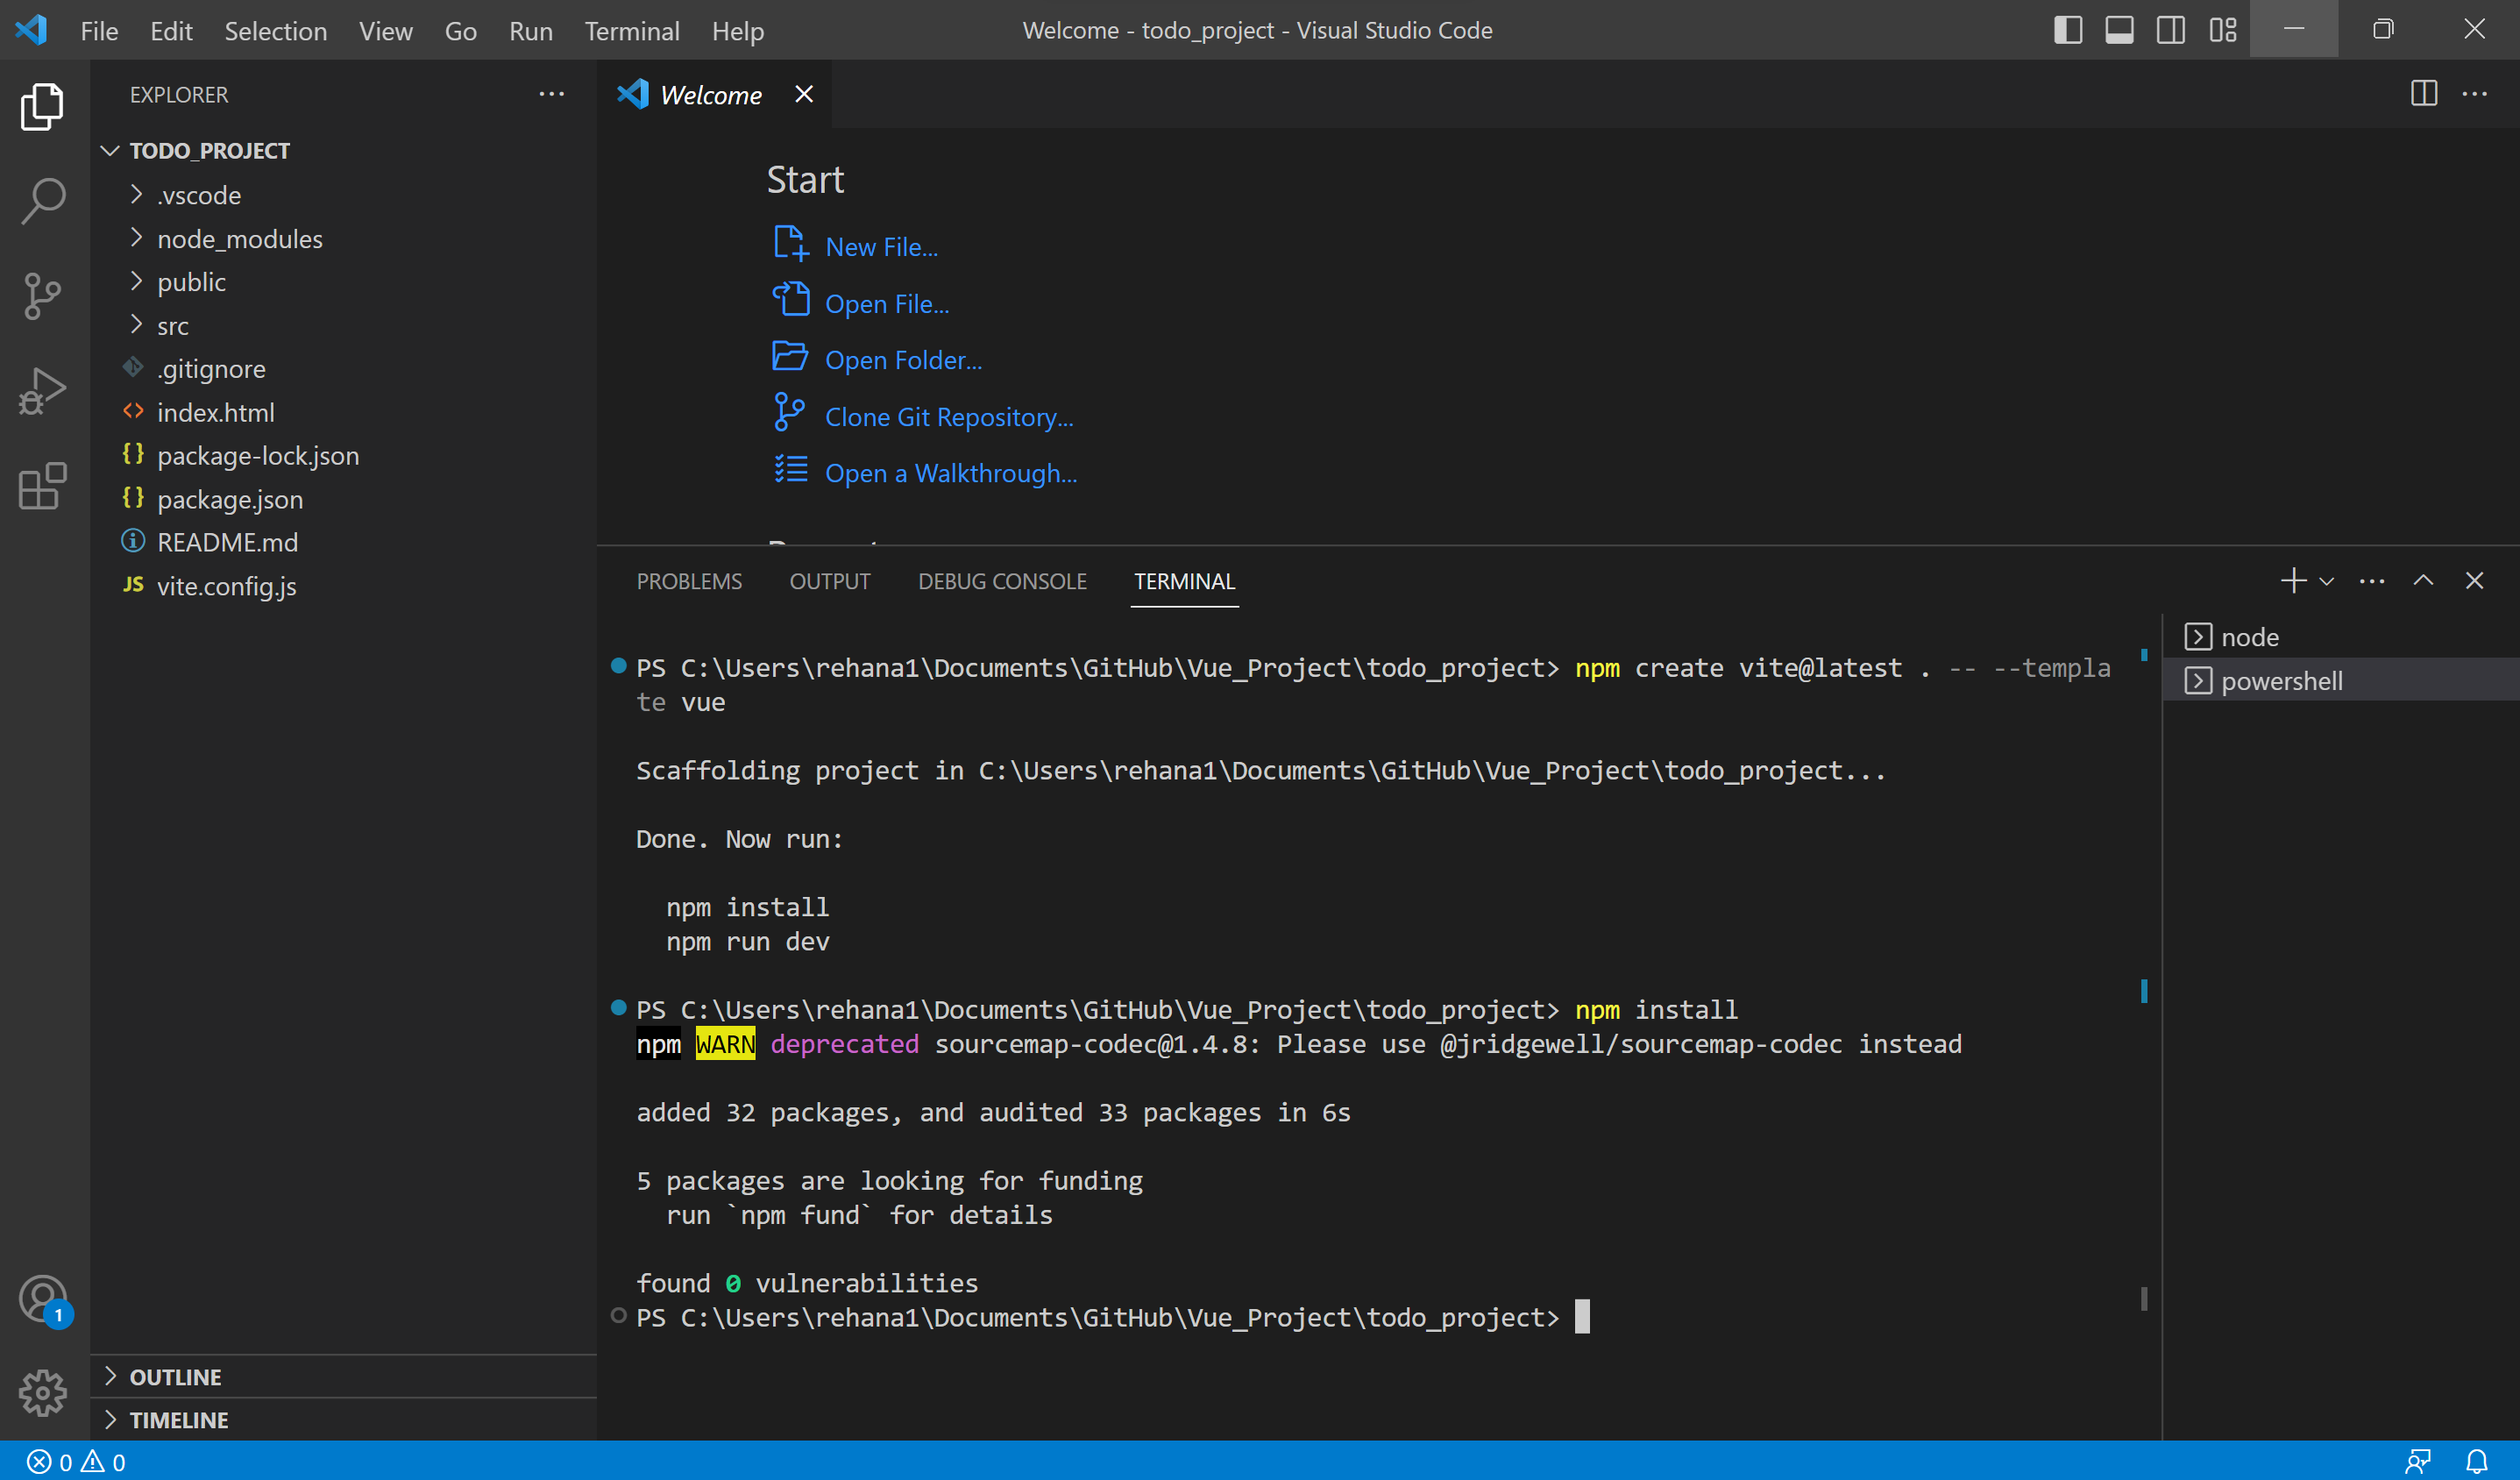 File Edit Selection View Go Run Terminal Help
Welcome - todo_project - Visual Studio Code
EXPLORER
TODO_PROJECT
.vscode
node_modules
public
src
.gitignore
index.html
package-lock.json
package.json
README.md
JS vite.config.js
OUTLINE
TIMELINE
Welcome
Start
New File...
Open File...
Open Folder...
Clone Git Repository...
Open a Walkthrough...
PROBLEMS OUTPUT DEBUG CONSOLE TERMINAL
PS C:\Users\rehana1\Documents\GitHub\Vue_Project\todo_project> npm create vite@latest . -- --templa
te vue
Scaffolding project in C:\Users\rehana1\Documents\GitHub\Vue_Project\todo_project...
Done. Now run:
npm install
npm run dev
PS C:\Users\rehana1\Documents\GitHub\Vue_Project\todo_project> npm install
npm WARN deprecated sourcemap-codec@1.4.8: Please use @jridgewell/sourcemap-codec instead
added 32 packages, and audited 33 packages in 6s
5 packages are looking for funding
run `npm fund` for details
found 0 vulnerabilities
PS C:\Users\rehana1\Documents\GitHub\Vue_Project\todo_project>
node
powershell
1
0 0